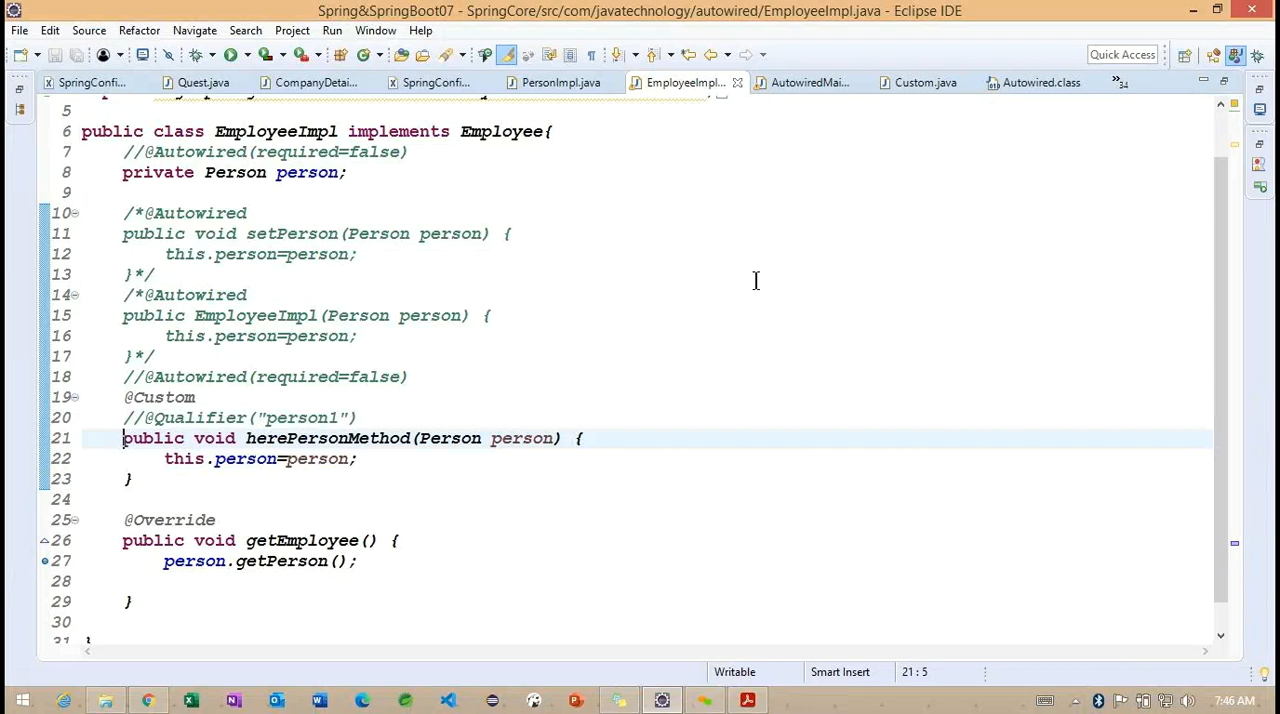 Spring&SpringBoot07 - SpringCore/src/com/javatechnology/autowired/EmployeeImpl.java - Eclipse IDE
File Edit Source Refactor Navigate Search Project Run Window Help
Quick Access
SpringConfi... Quest.java CompanyDetai... SpringConfi... PersonImpl.java EmployeeImpl... AutowiredMai... Custom.java Autowired.class »34
5
6 public class EmployeeImpl implements Employee{
7 //@Autowired(required=false)
8 private Person person;
9
10 /*@Autowired
11 public void setPerson(Person person) {
12 this.person=person;
13 }*/
14 /*@Autowired
15 public EmployeeImpl(Person person) {
16 this.person=person;
17 }*/
18 //@Autowired(required=false)
19 @Custom
20 //@Qualifier("person1")
21 public void herePersonMethod(Person person) {
22 this.person=person;
23 }
24
25 @Override
26 public void getEmployee() {
27 person.getPerson();
28
29 }
30
31 }
Writable Smart Insert 21 : 5
7:46 AM